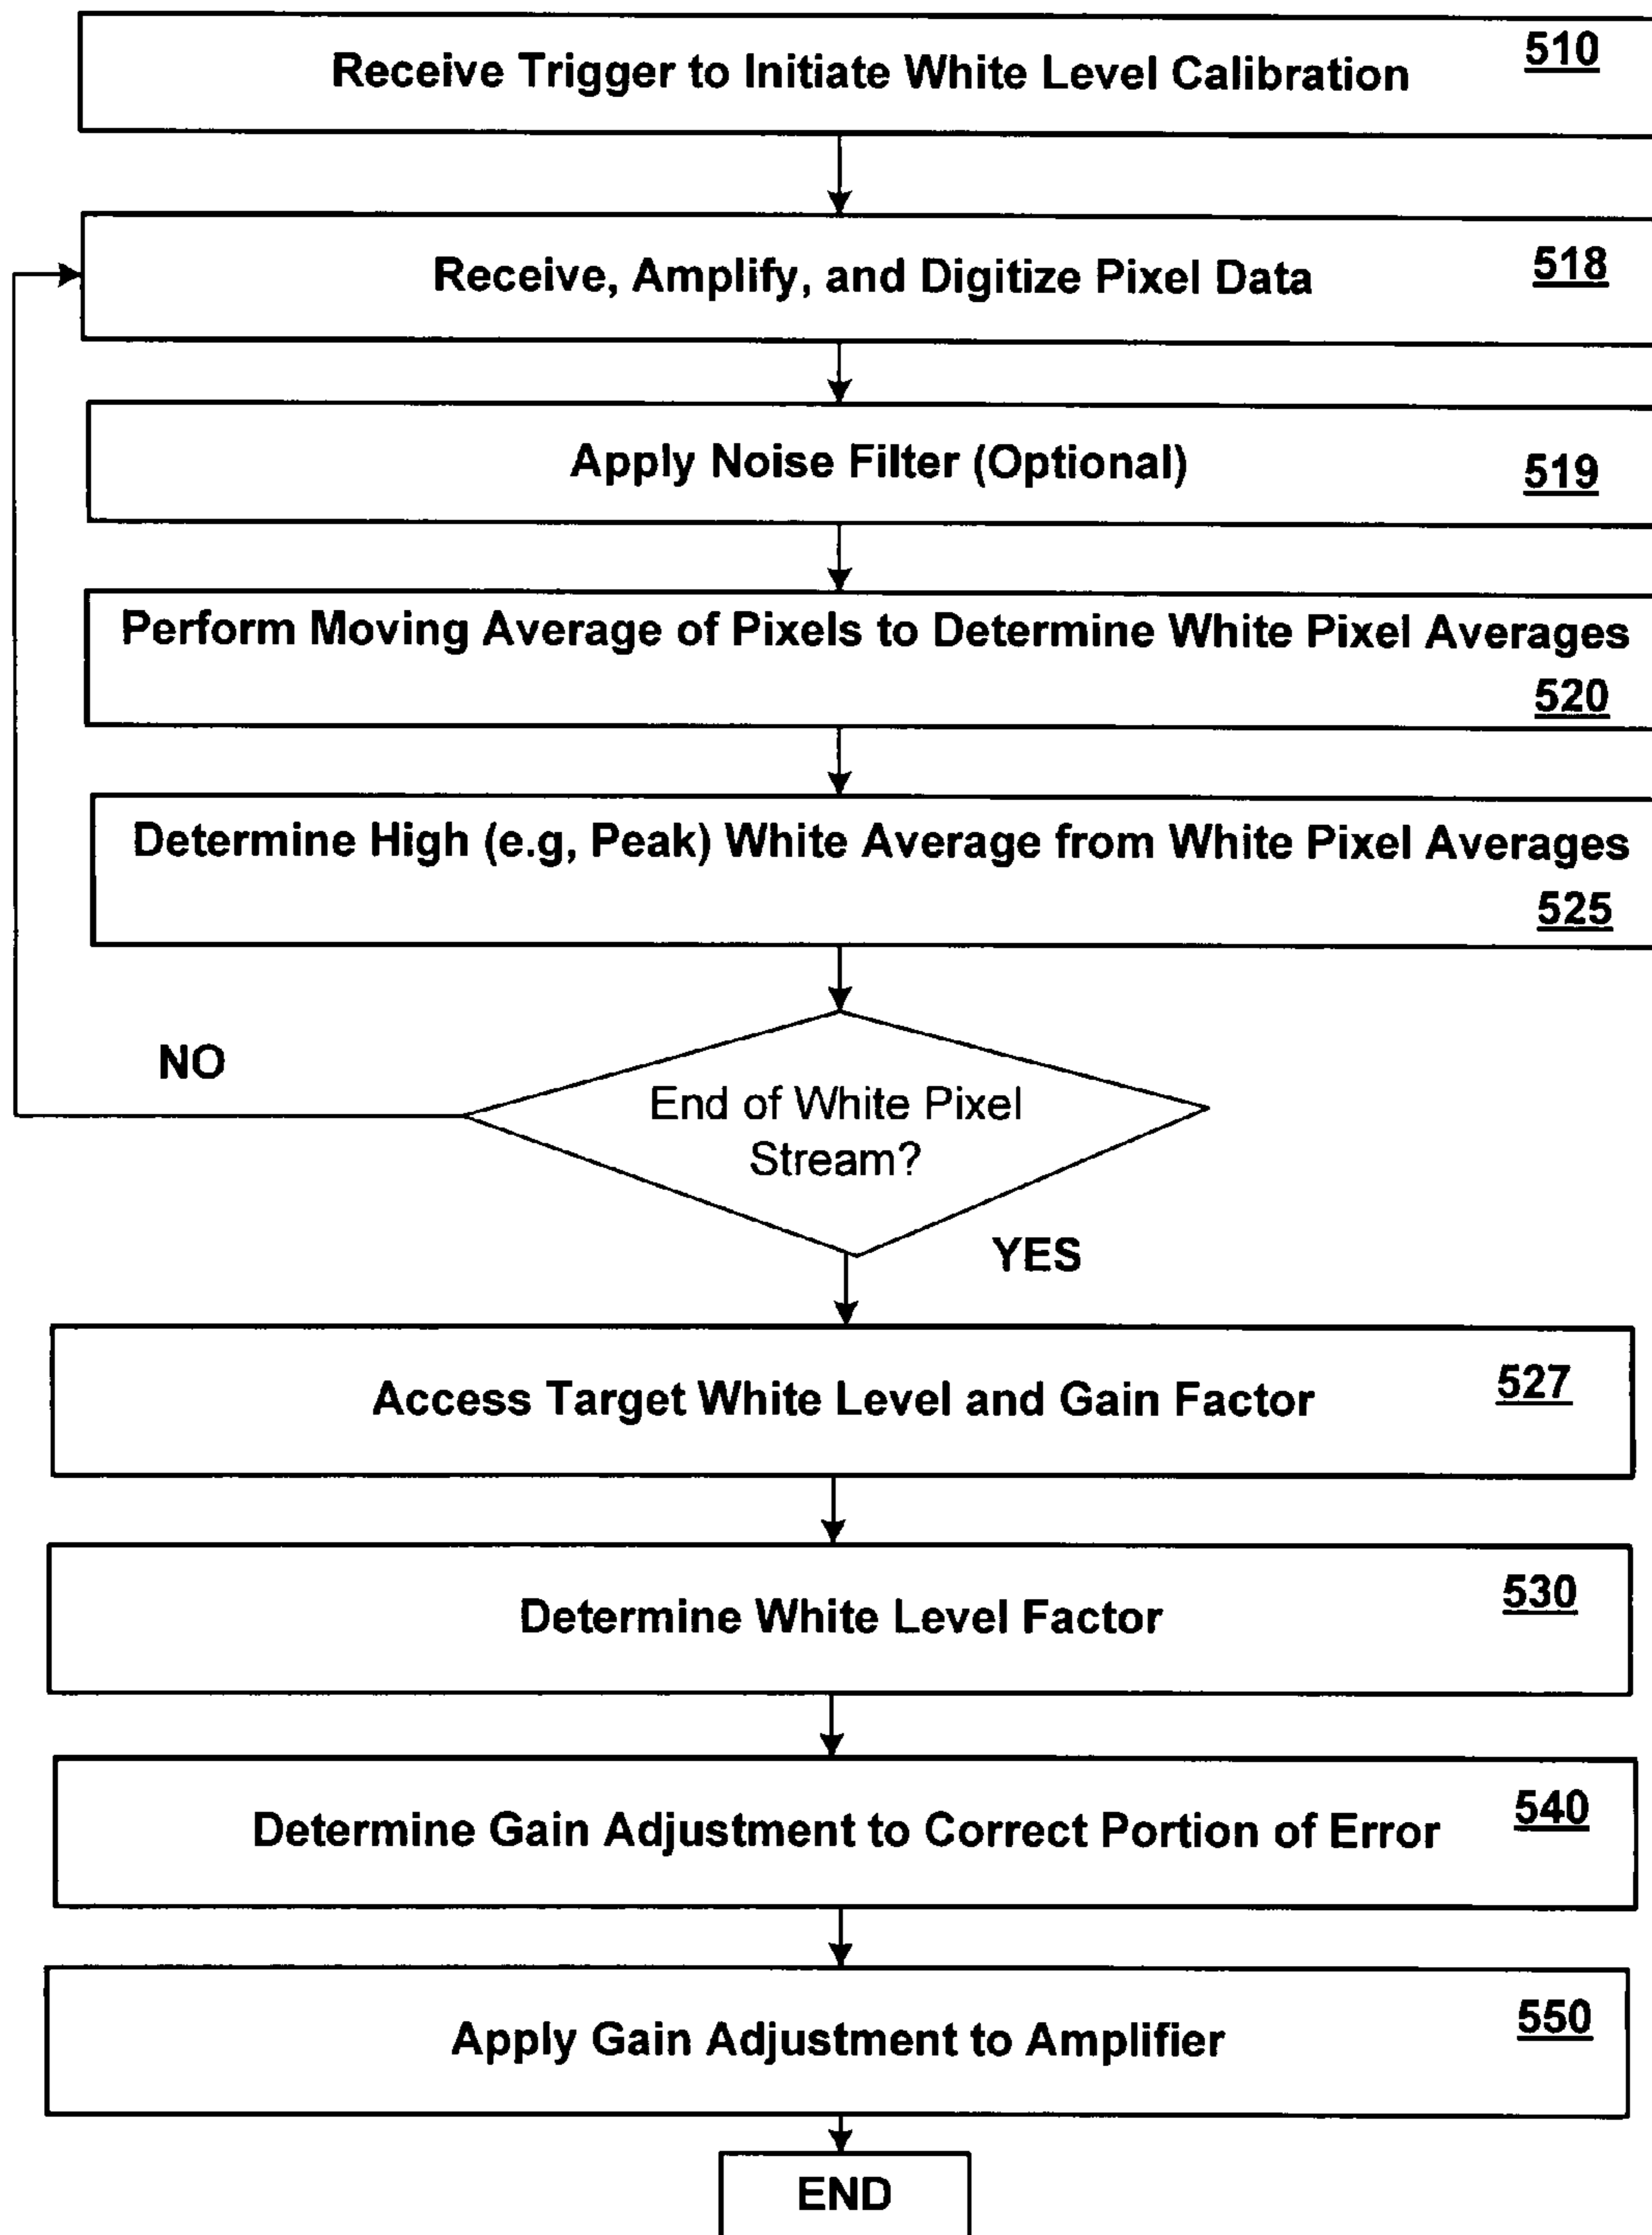 Receive Trigger to Initiate White Level Calibration 510
Receive, Amplify, and Digitize Pixel Data 518
Apply Noise Filter (Optional) 519
Perform Moving Average of Pixels to Determine White Pixel Averages
520
Determine High (e.g, Peak) White Average from White Pixel Averages
525
NO
End of White Pixel
Stream?
YES
Access Target White Level and Gain Factor 527
Determine White Level Factor 530
Determine Gain Adjustment to Correct Portion of Error 540
Apply Gain Adjustment to Amplifier 550
END